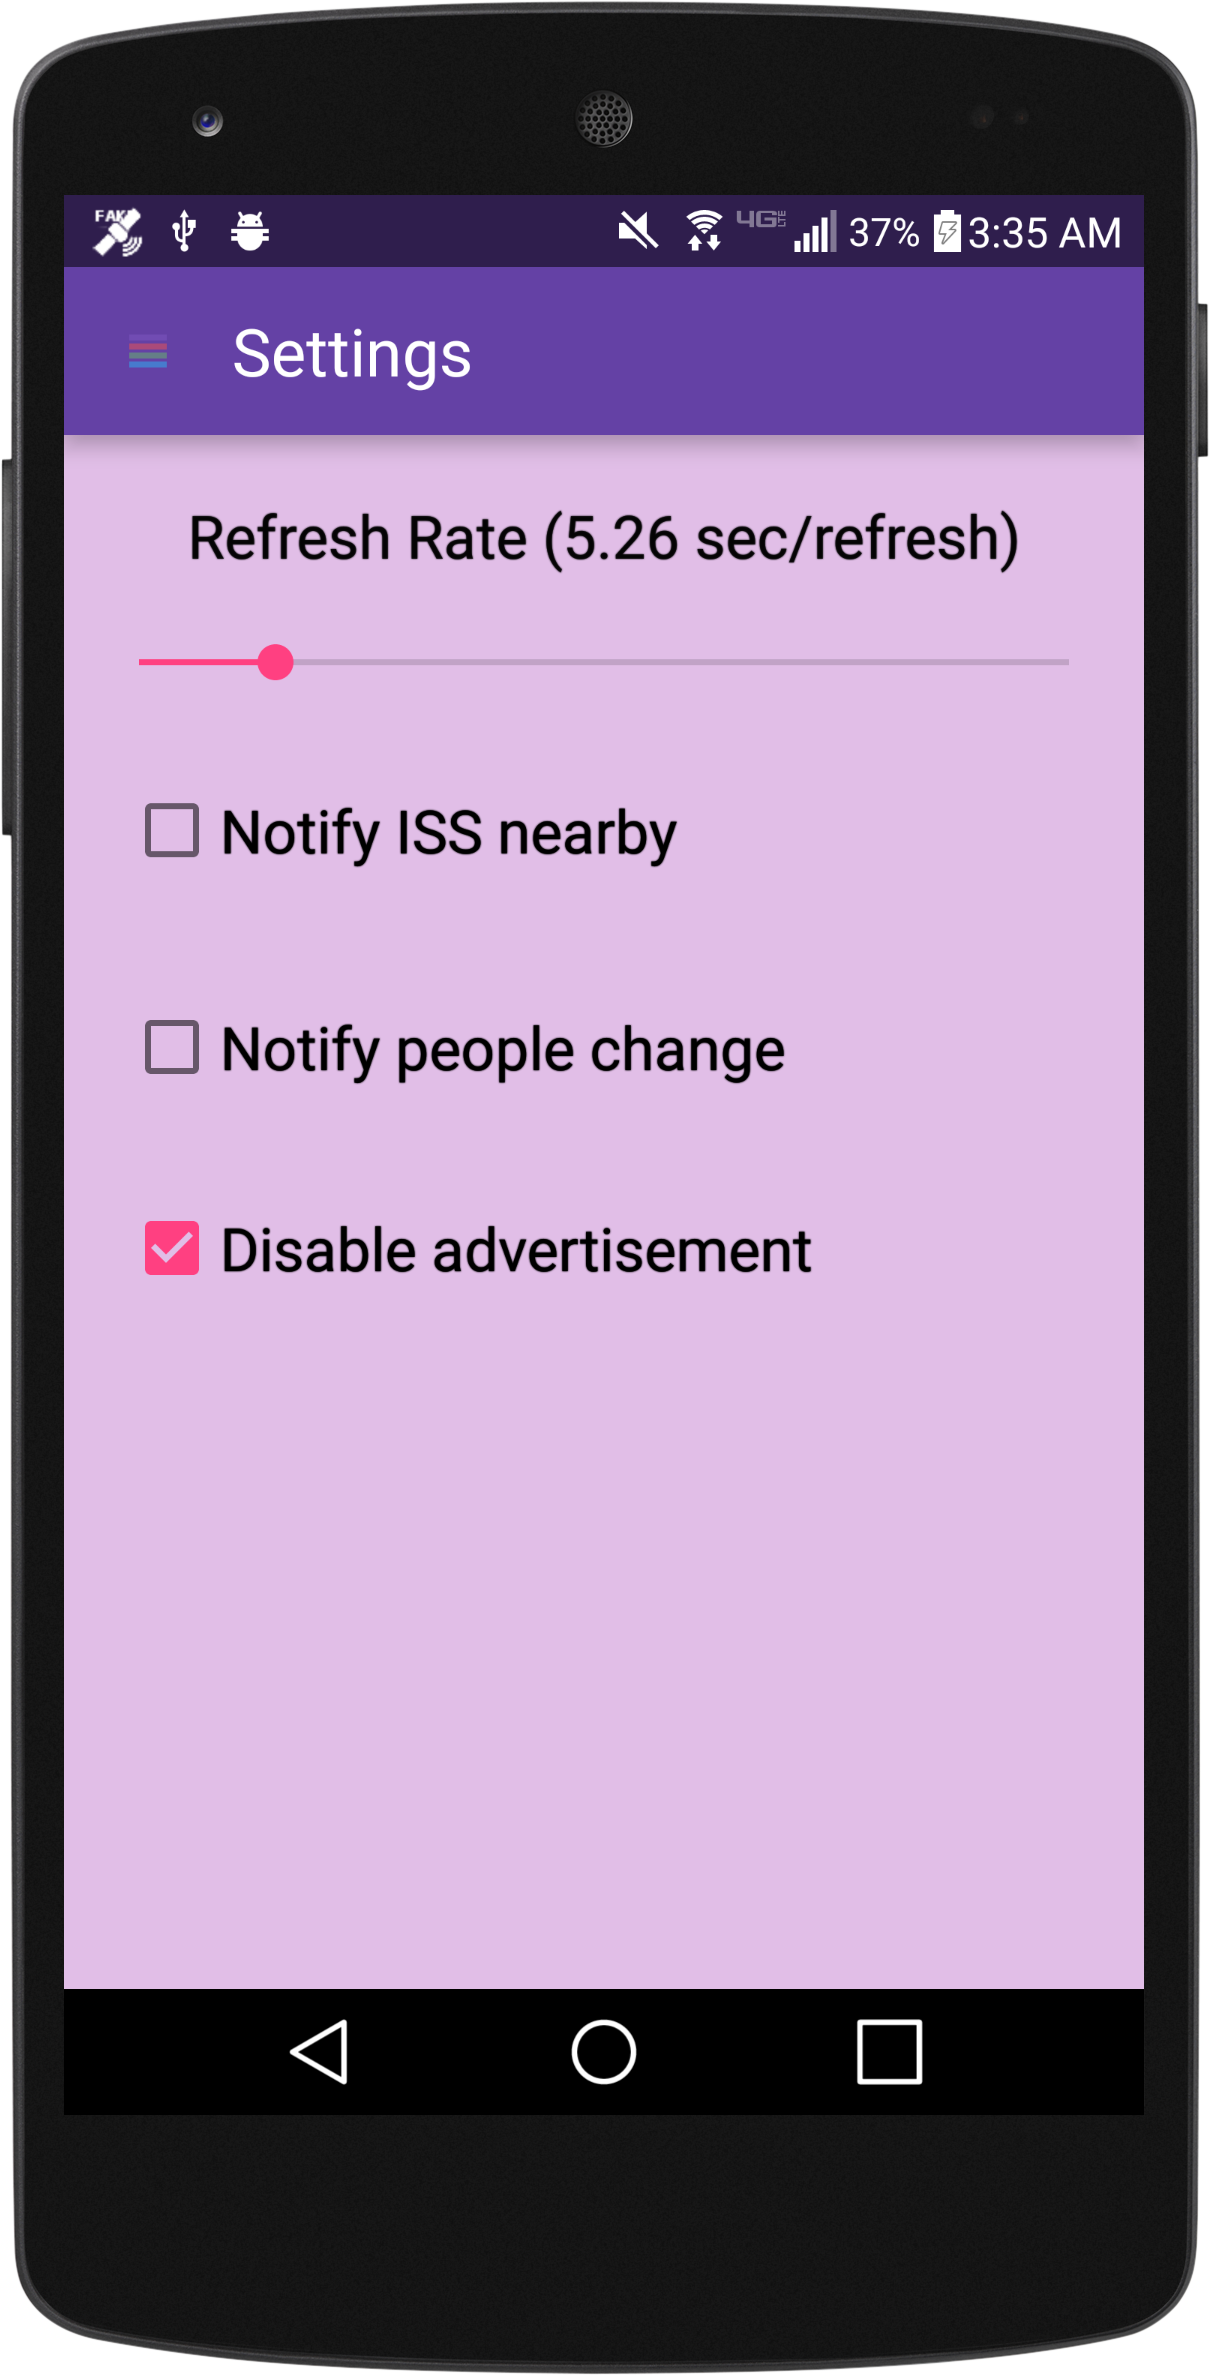 FAKE
4G LTE 37% 3:35 AM
Settings
Refresh Rate (5.26 sec/refresh)
Notify ISS nearby
Notify people change
Disable advertisement